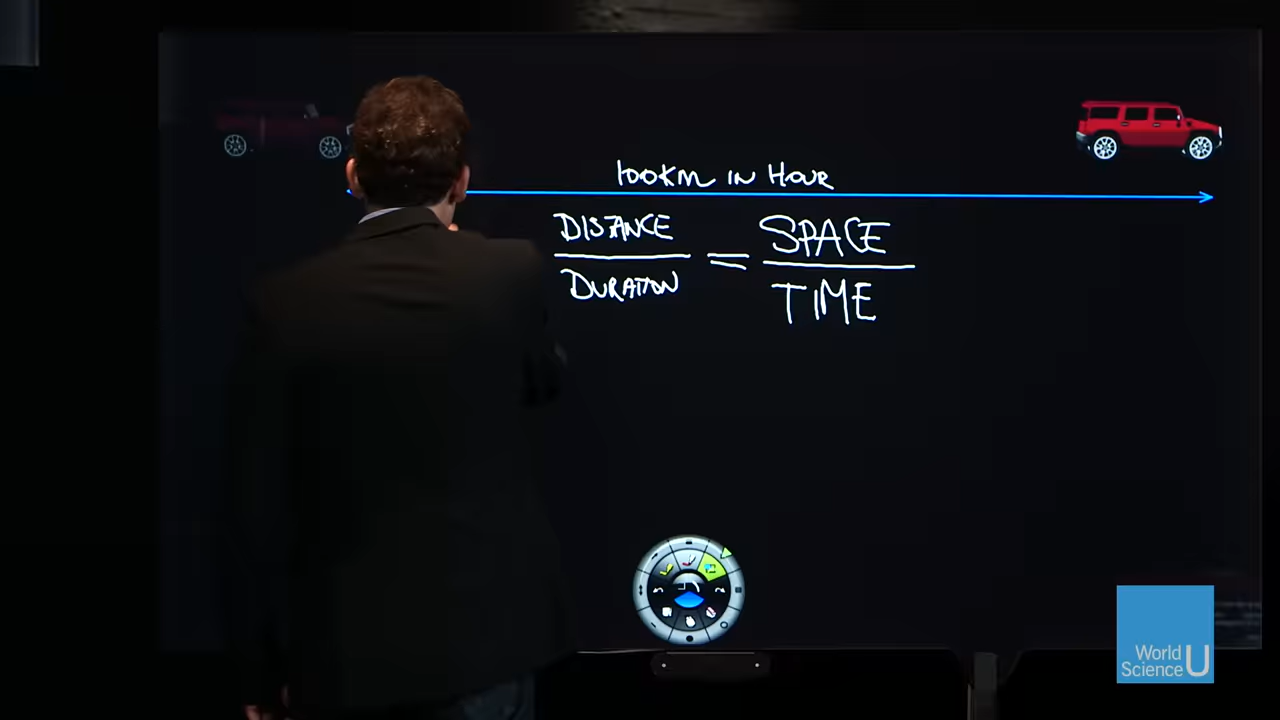 100KM IN HOUR
DISTANCE
DURATION
=
SPACE
TIME
World
Science U